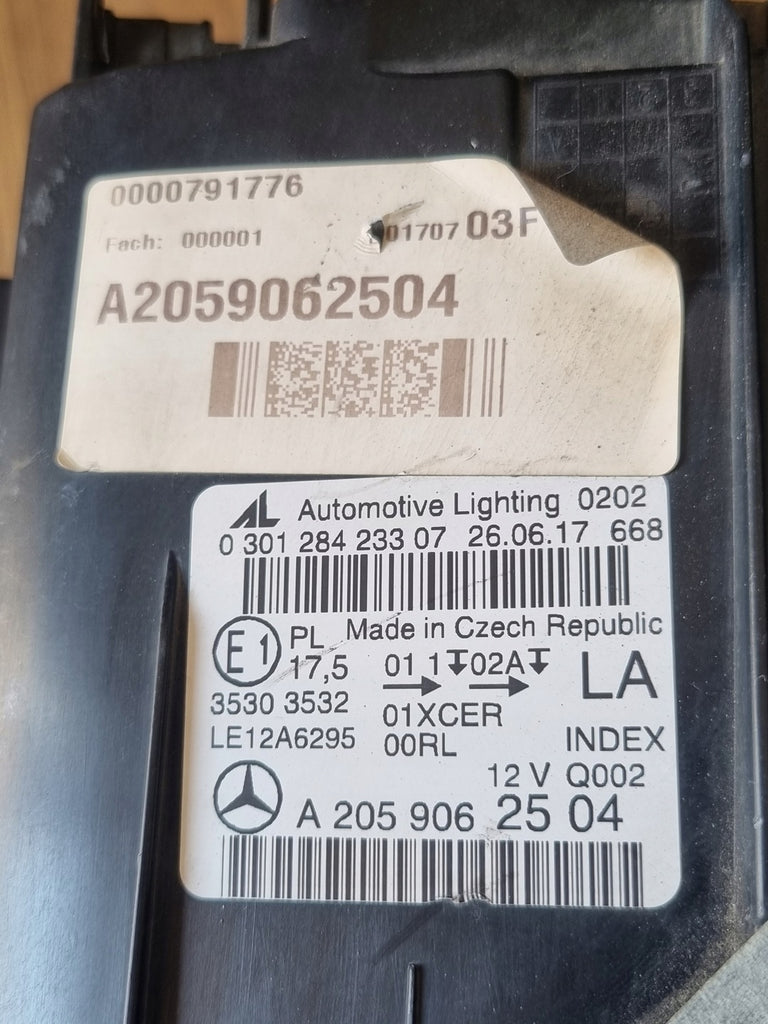 0000791776
Fach: 000001
01707 03F
A2059062504
AL Automotive Lighting 0202
0 301 284 233 07 26.06.17 668
E1 PL Made in Czech Republic
17,5 01 1 02A LA
3530 3532
01XCER
LE12A6295 00RL INDEX
12 V Q002
A 205 906 25 04